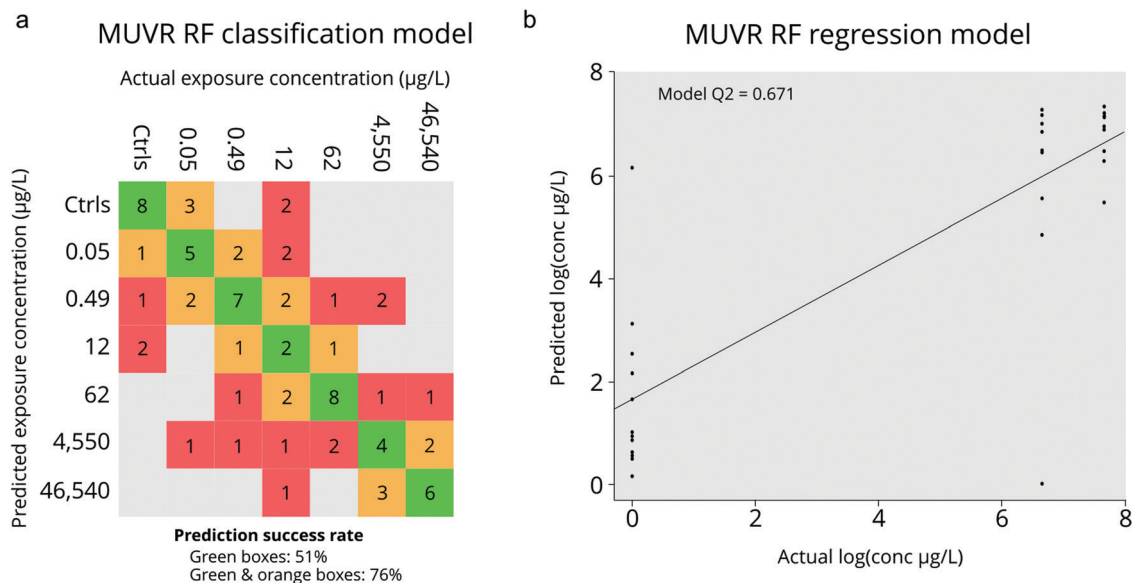 a
MUVR RF classification model
Actual exposure concentration (µg/L)
Ctrls 0.05 0.49 12 62 4,550 46,540
Predicted exposure concentration (µg/L)
Ctrls 8 3 2
0.05 1 5 2 2
0.49 1 2 7 2 1 2
12 2 1 2 1
62 1 2 8 1 1
4,550 1 1 1 2 4 2
46,540 1 3 6
Prediction success rate
Green boxes: 51%
Green & orange boxes: 76%
b
MUVR RF regression model
Model Q2 = 0.671
Predicted log(conc µg/L)
8
6
4
2
0
0 2 4 6 8
Actual log(conc µg/L)